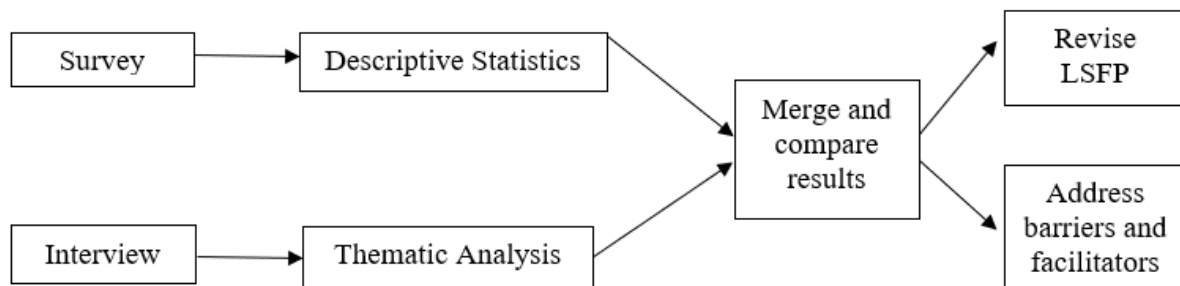 Survey
Descriptive Statistics
Merge and
compare
results
Revise
LSFP
Interview
Thematic Analysis
Address
barriers and
facilitators